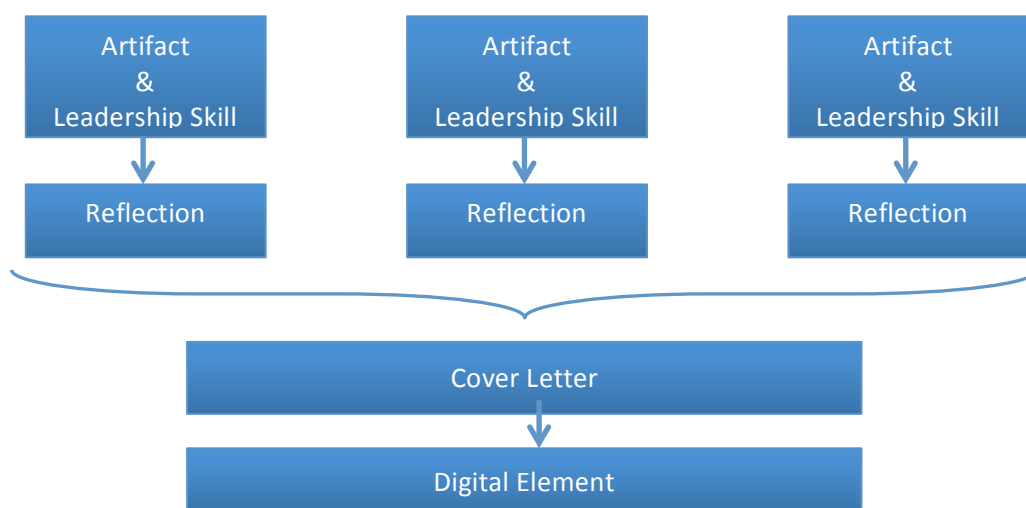 Artifact
&
Leadership Skill
Artifact
&
Leadership Skill
Artifact
&
Leadership Skill
Reflection
Reflection
Reflection
Cover Letter
Digital Element